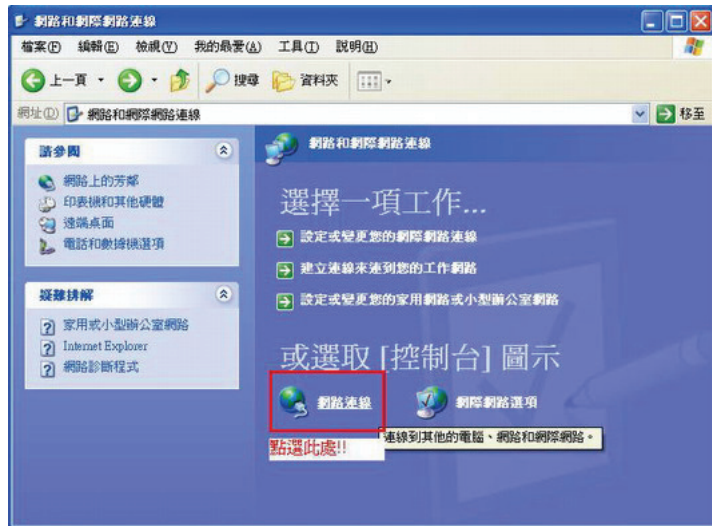 網路和網際網路連線
檔案(F) 編輯(E) 檢視(V) 我的最愛(A) 工具(T) 說明(H)
上一頁 搜尋 資料夾
網址(D) 網路和網際網路連線 移至
請參閱
網路上的芳鄰
印表機和其他硬體
遠端桌面
電話和數據機選項
疑難排解
家用或小型辦公室網路
Internet Explorer
網路診斷程式
網路和網際網路連線
選擇一項工作...
設定或變更您的網際網路連線
建立連線來連到您的工作網路
設定或變更您的家用網路或小型辦公室網路
或選取 [控制台] 圖示
網路連線 網際網路選項
連線到其他的電腦、網路和網際網路。
點選此處!!